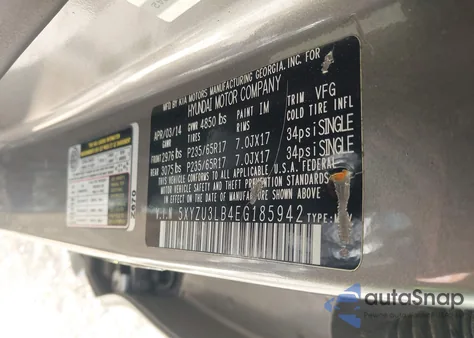 MFD BY KIA MOTORS MANUFACTURING GEORGIA, INC. FOR
HYUNDAI MOTOR COMPANY
APR/03/14 GVWR 4850 lbs PAINT IM TRIM VFG
GAWR TIRES RIMS COLD TIRE INFL
FRONT 2976 lbs P235/65R17 7.0JX17 34psi SINGLE
REAR 3075 lbs P235/65R17 7.0JX17 34psi SINGLE
THIS VEHICLE CONFORMS TO ALL APPLICABLE U.S.A. FEDERAL
MOTOR VEHICLE SAFETY AND THEFT PREVENTION STANDARDS
IN EFFECT ON THE DATE OF MANUFACTURE SHOWN ABOVE
V.I.N 5XYZU3LB4EG185942 TYPE:
0702
autoSnap